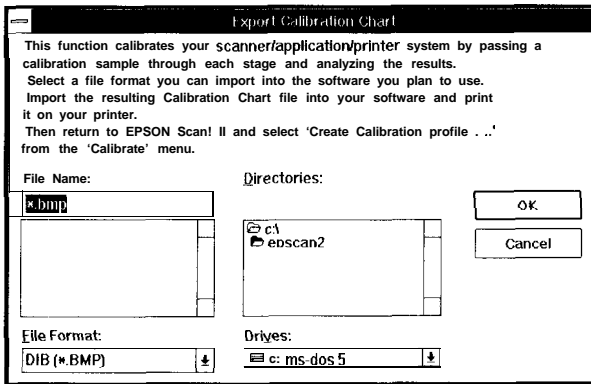 Export Calibration Chart
This function calibrates your scanner/application/printer system by passing a
calibration sample through each stage and analyzing the results.
Select a file format you can import into the software you plan to use.
Import the resulting Calibration Chart file into your software and print
it on your printer.
Then return to EPSON Scan! II and select ‘Create Calibration profile . ..’
from the ‘Calibrate’ menu.
File Name:
Directories:
*.bmp
OK
c:\
epscan2
Cancel
File Format:
Drives:
DIB (*.BMP)
c: ms-dos 5